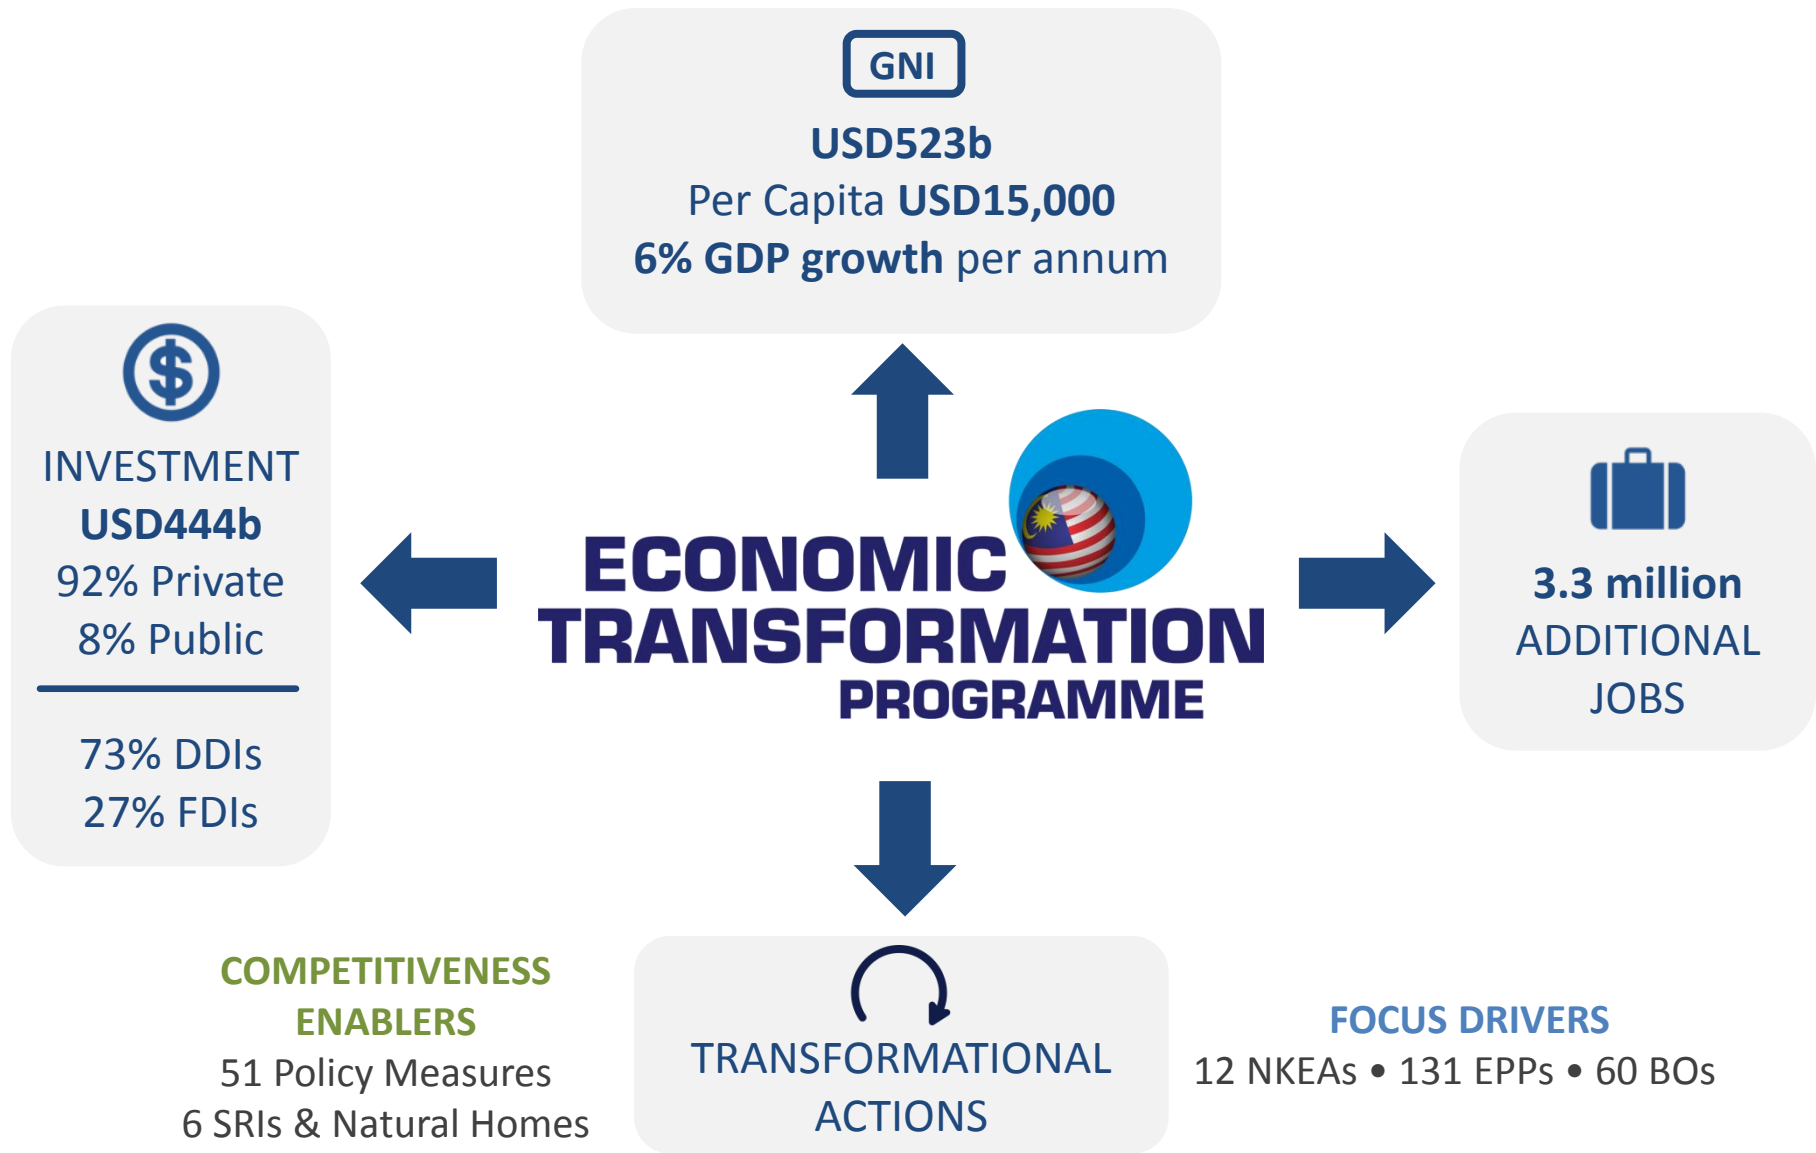 GNI
USD523b
Per Capita USD15,000
6% GDP growth per annum
$
INVESTMENT
USD444b
92% Private
8% Public
73% DDIs
27% FDIs
ECONOMIC
TRANSFORMATION
PROGRAMME
3.3 million
ADDITIONAL
JOBS
COMPETITIVENESS
ENABLERS
51 Policy Measures
6 SRIs & Natural Homes
TRANSFORMATIONAL
ACTIONS
FOCUS DRIVERS
12 NKEAs • 131 EPPs • 60 BOs